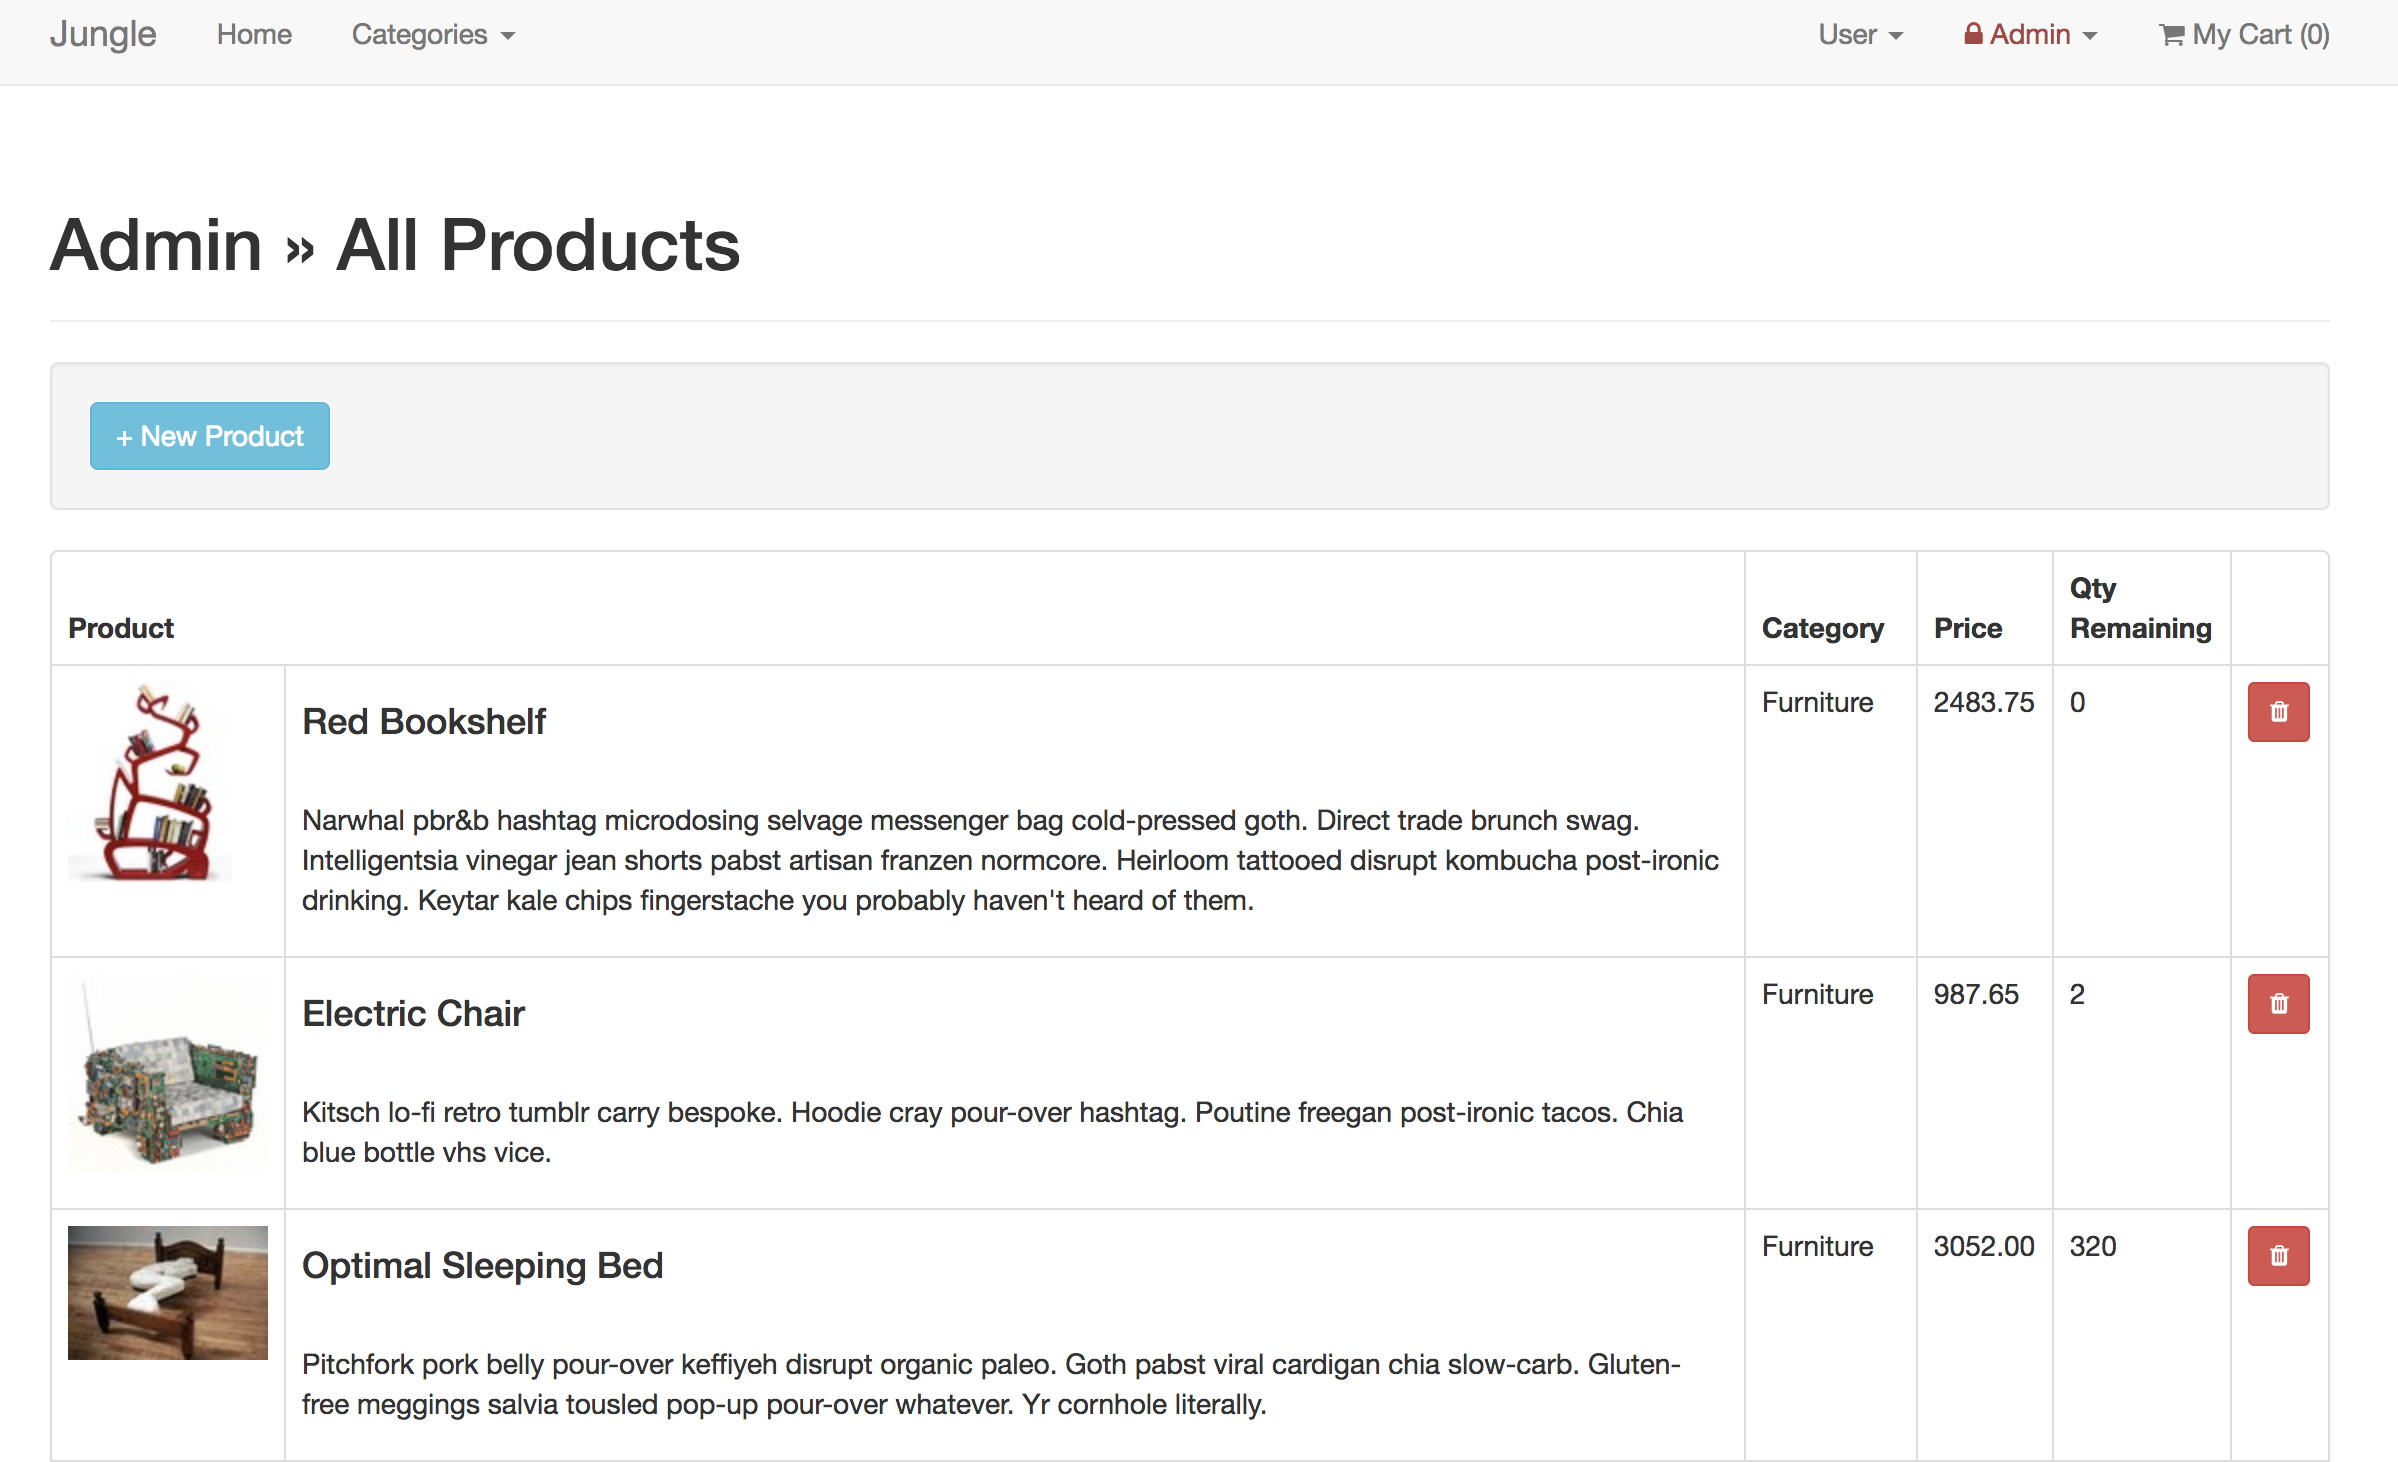 Jungle Home Categories User Admin My Cart (0)
Admin » All Products
+ New Product
Product Category Price Qty Remaining
Red Bookshelf Furniture 2483.75 0
Narwhal pbr&b hashtag microdosing selvage messenger bag cold-pressed goth. Direct trade brunch swag.
Intelligentsia vinegar jean shorts pabst artisan franzen normcore. Heirloom tattooed disrupt kombucha post-ironic
drinking. Keytar kale chips fingerstache you probably haven't heard of them.
Electric Chair Furniture 987.65 2
Kitsch lo-fi retro tumblr carry bespoke. Hoodie cray pour-over hashtag. Poutine freegan post-ironic tacos. Chia
blue bottle vhs vice.
Optimal Sleeping Bed Furniture 3052.00 320
Pitchfork pork belly pour-over keffiyeh disrupt organic paleo. Goth pabst viral cardigan chia slow-carb. Gluten-
free meggings salvia tousled pop-up pour-over whatever. Yr cornhole literally.